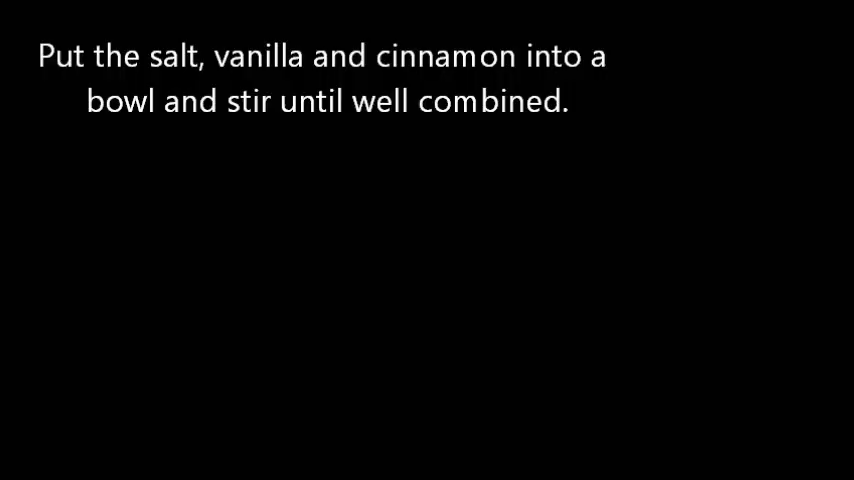 Put the salt, vanilla and cinnamon into a
bowl and stir until well combined.